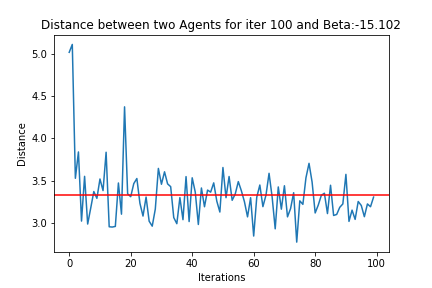 Distance between two Agents for iter 100 and Beta:-15.102
5.0
4.5
4.0
3.5
3.0
Distance
0 20 40 60 80 100
Iterations